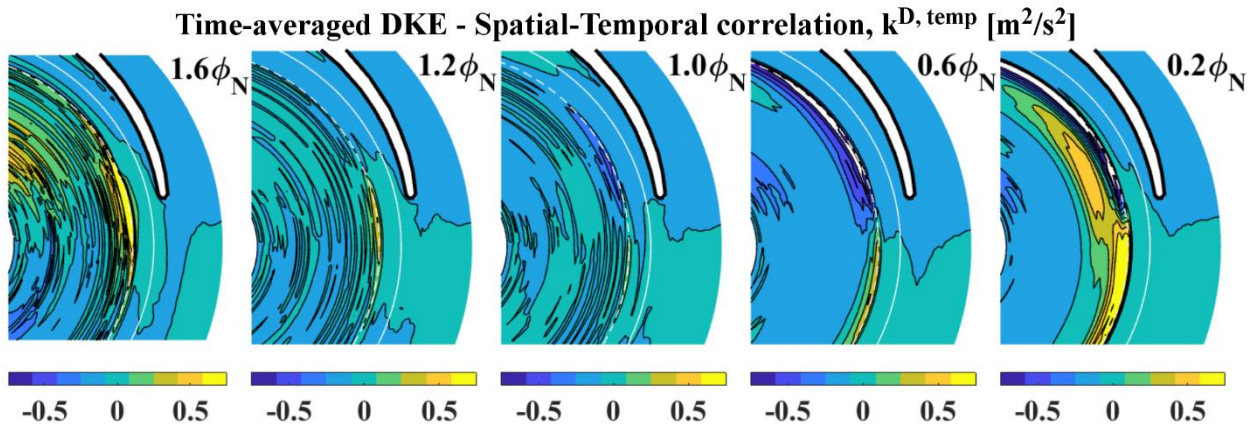 Time-averaged DKE - Spatial-Temporal correlation, k^D, temp [m²/s²]
1.6ϕN 1.2ϕN 1.0ϕN 0.6ϕN 0.2ϕN
-0.5 0 0.5 -0.5 0 0.5 -0.5 0 0.5 -0.5 0 0.5 -0.5 0 0.5